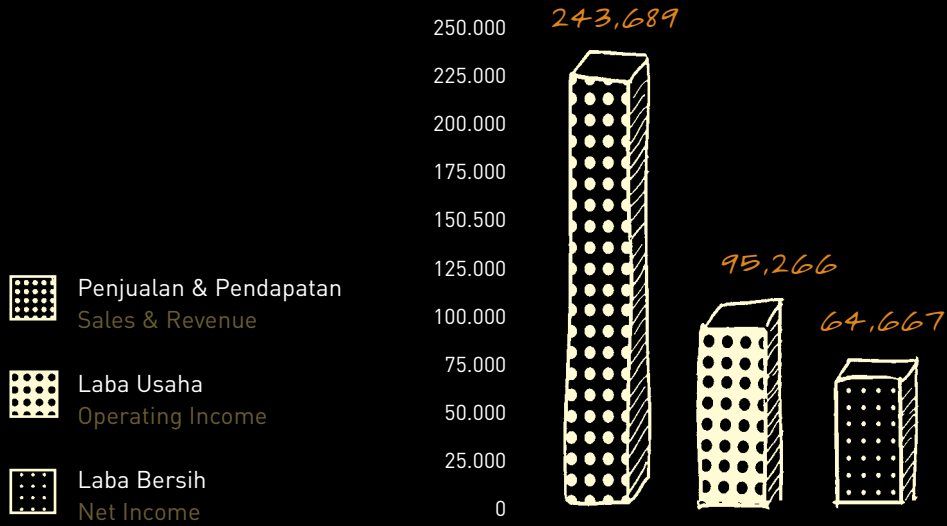 250.000
225.000
200.000
175.000
150.500
125.000
100.000
75.000
50.000
25.000
0
243,689
95,266
64,667
Penjualan & Pendapatan
Sales & Revenue
Laba Usaha
Operating Income
Laba Bersih
Net Income